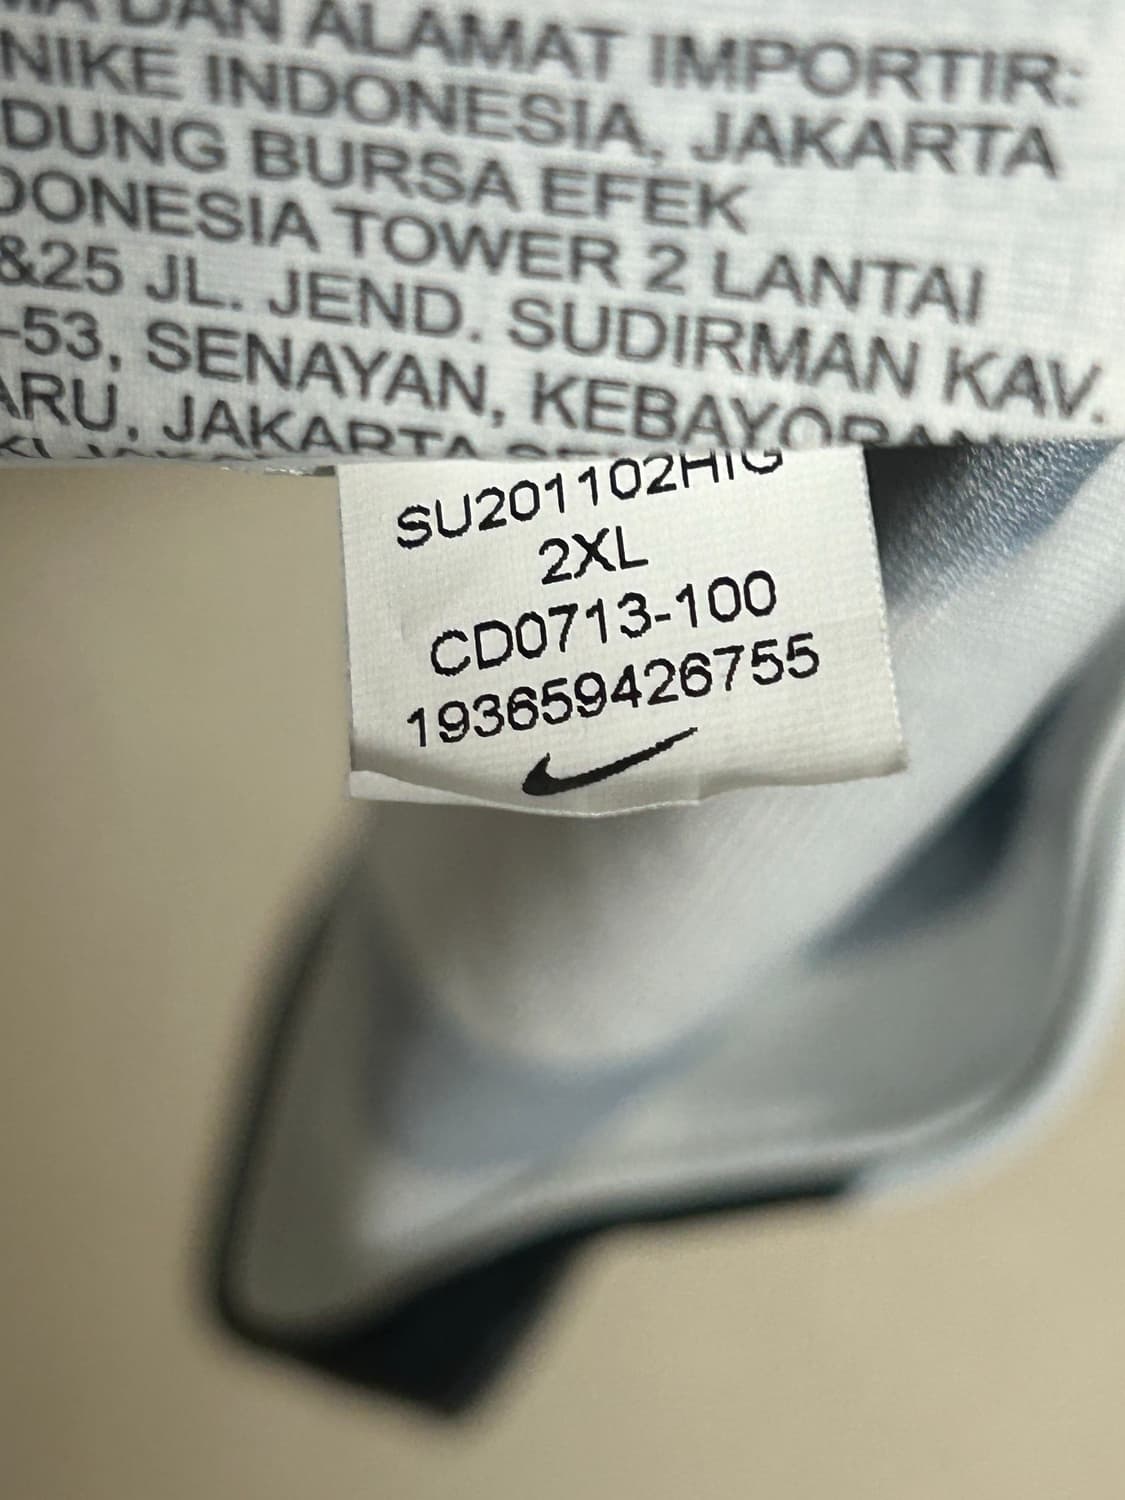 DAN ALAMAT IMPORTIR:
NIKE INDONESIA, JAKARTA
DUNG BURSA EFEK
DONESIA TOWER 2 LANTAI
&25 JL. JEND. SUDIRMAN KAV.
-53, SENAYAN, KEBAYORAN
ARU, JAKARTA
SU201102HIG
2XL
CD0713-100
193659426755